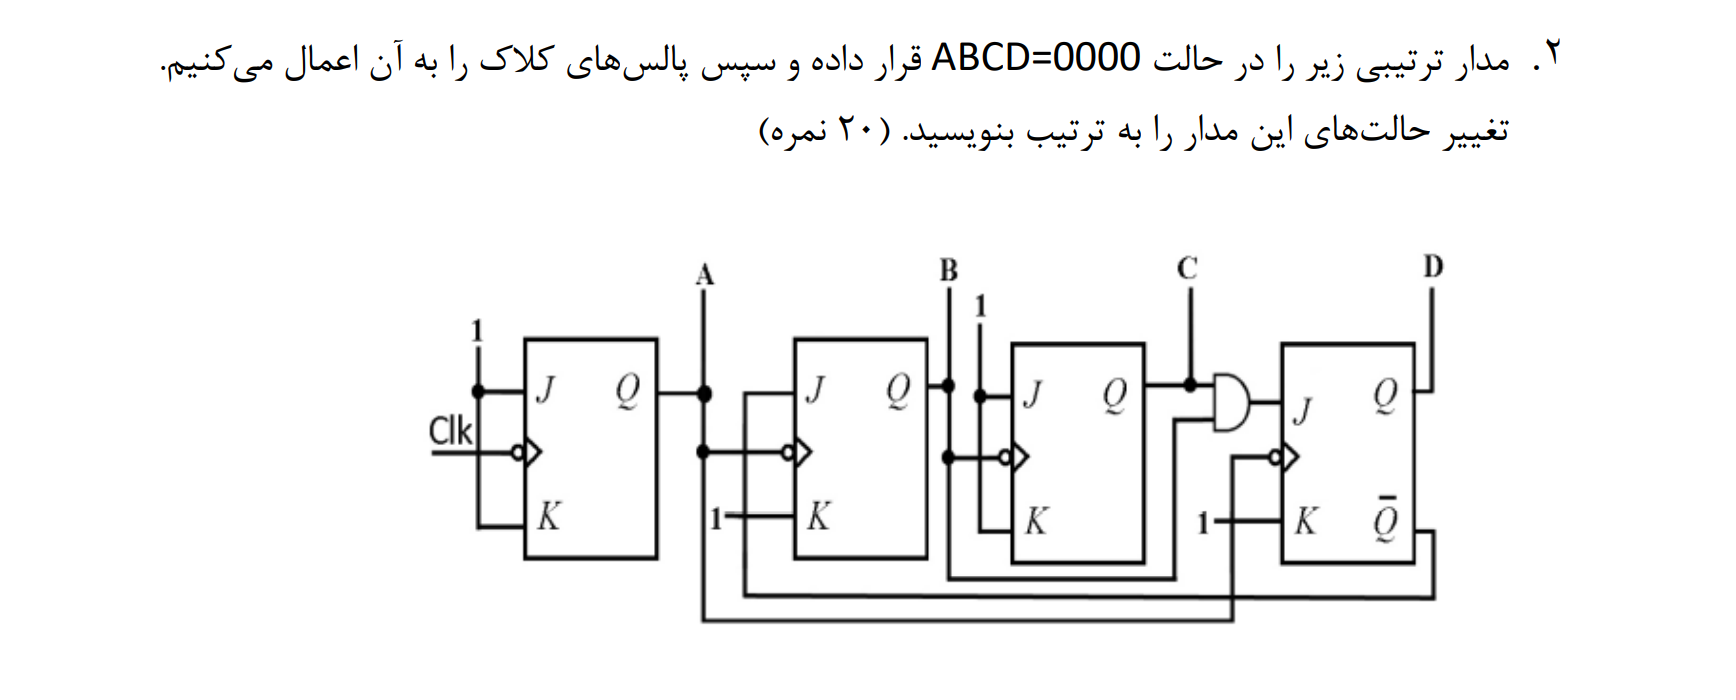 ۲. مدار ترتیبی زیر را در حالت ABCD=0000 قرار داده و سپس پالس‌های کلاک را به آن اعمال می‌کنیم.
تغییر حالت‌های این مدار را به ترتیب بنویسید. (۲۰ نمره)
A B C D
1 1
J Q J Q J Q J Q
Clk
K 1 K K 1 K Q̅